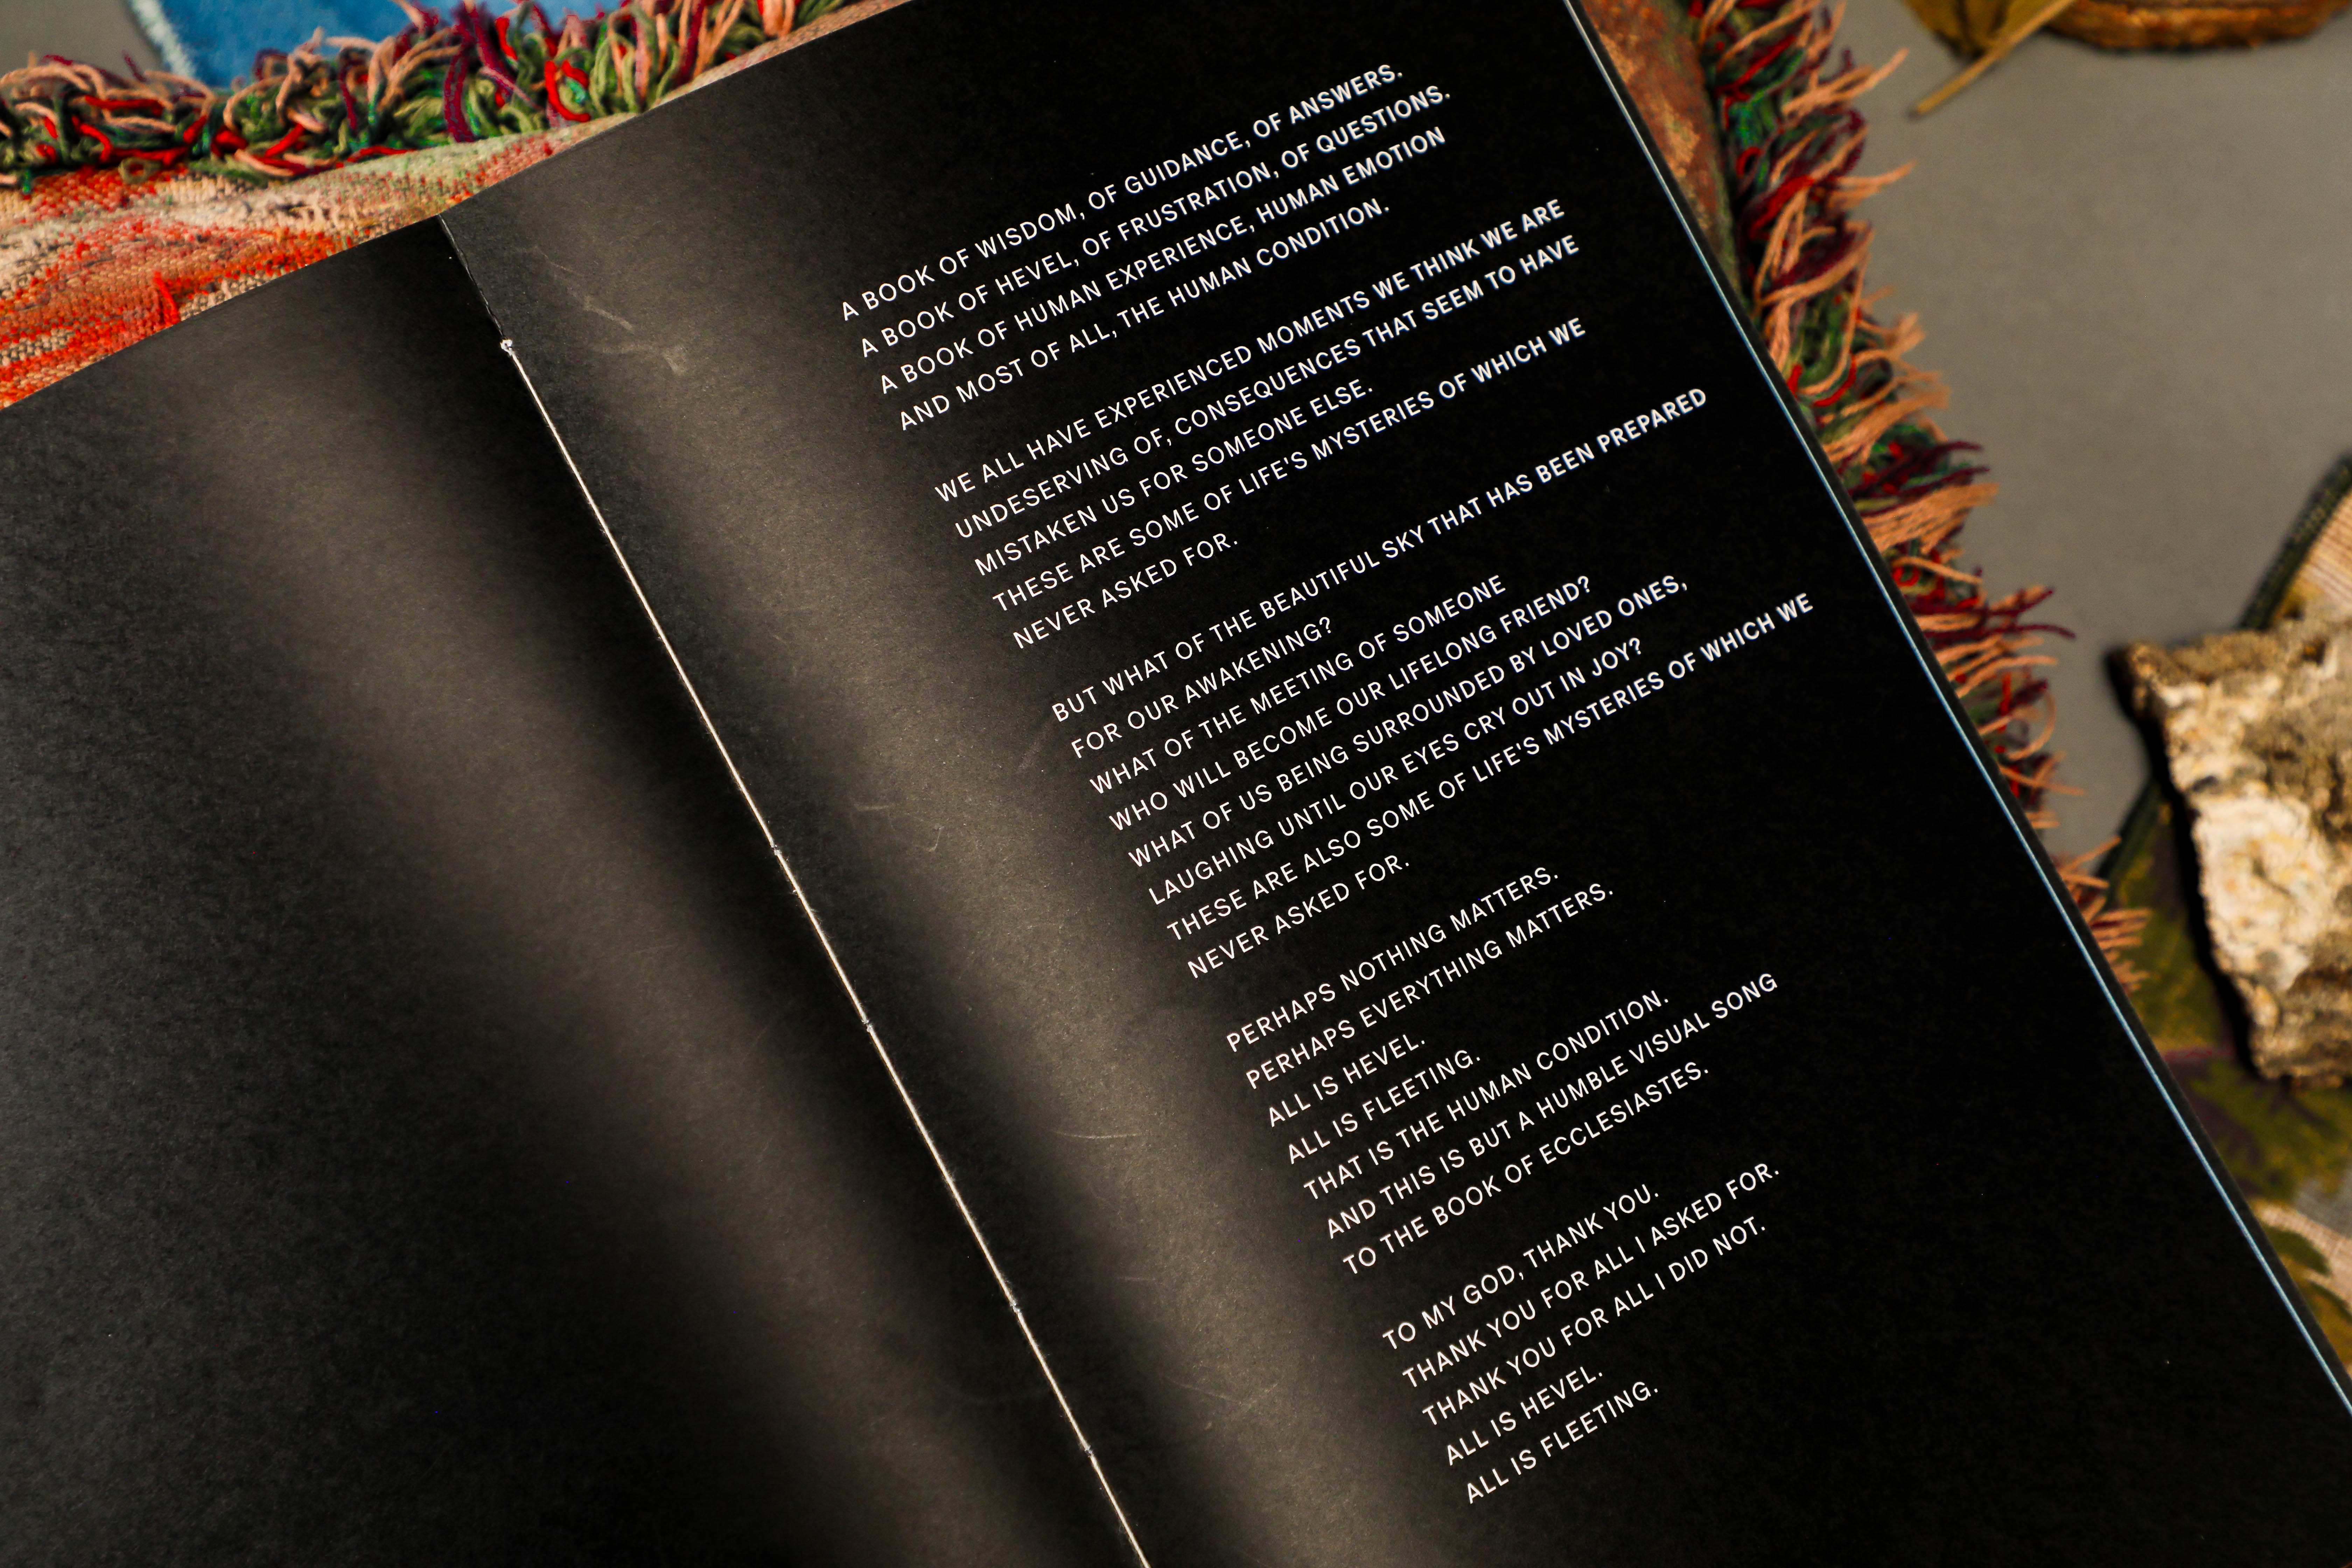 A BOOK OF WISDOM, OF GUIDANCE, OF ANSWERS.
A BOOK OF HEVEL, OF FRUSTRATION, OF QUESTIONS.
A BOOK OF HUMAN EXPERIENCE, HUMAN EMOTION
AND MOST OF ALL, THE HUMAN CONDITION.
WE ALL HAVE EXPERIENCED MOMENTS WE THINK WE ARE
UNDESERVING OF, CONSEQUENCES THAT SEEM TO HAVE
MISTAKEN US FOR SOMEONE ELSE.
THESE ARE SOME OF LIFE'S MYSTERIES OF WHICH WE
NEVER ASKED FOR.
BUT WHAT OF THE BEAUTIFUL SKY THAT HAS BEEN PREPARED
FOR OUR AWAKENING?
WHAT OF THE MEETING OF SOMEONE
WHO WILL BECOME OUR LIFELONG FRIEND?
WHAT OF US BEING SURROUNDED BY LOVED ONES,
LAUGHING UNTIL OUR EYES CRY OUT IN JOY?
THESE ARE ALSO SOME OF LIFE'S MYSTERIES OF WHICH WE
NEVER ASKED FOR.
PERHAPS NOTHING MATTERS.
PERHAPS EVERYTHING MATTERS.
ALL IS HEVEL.
ALL IS FLEETING.
THAT IS THE HUMAN CONDITION.
AND THIS IS BUT A HUMBLE VISUAL SONG
TO THE BOOK OF ECCLESIASTES.
TO MY GOD, THANK YOU.
THANK YOU FOR ALL I ASKED FOR.
THANK YOU FOR ALL I DID NOT.
ALL IS HEVEL.
ALL IS FLEETING.